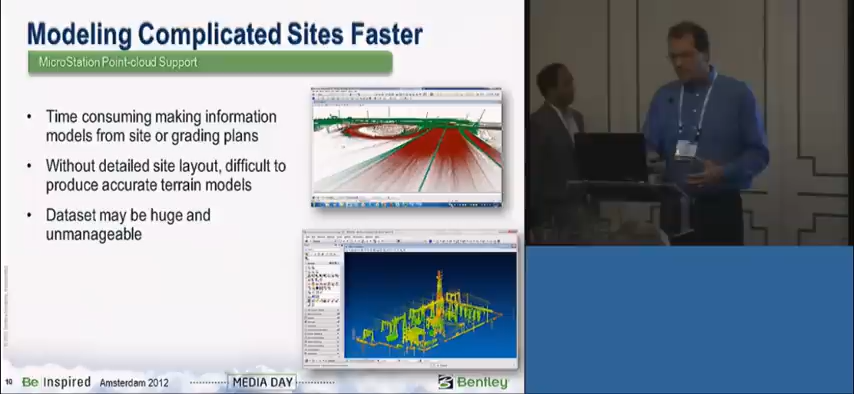 Modeling Complicated Sites Faster
MicroStation Point-cloud Support
• Time consuming making information
models from site or grading plans
• Without detailed site layout, difficult to
produce accurate terrain models
• Dataset may be huge and
unmanageable
10 Be Inspired Amsterdam 2012 MEDIA DAY Bentley